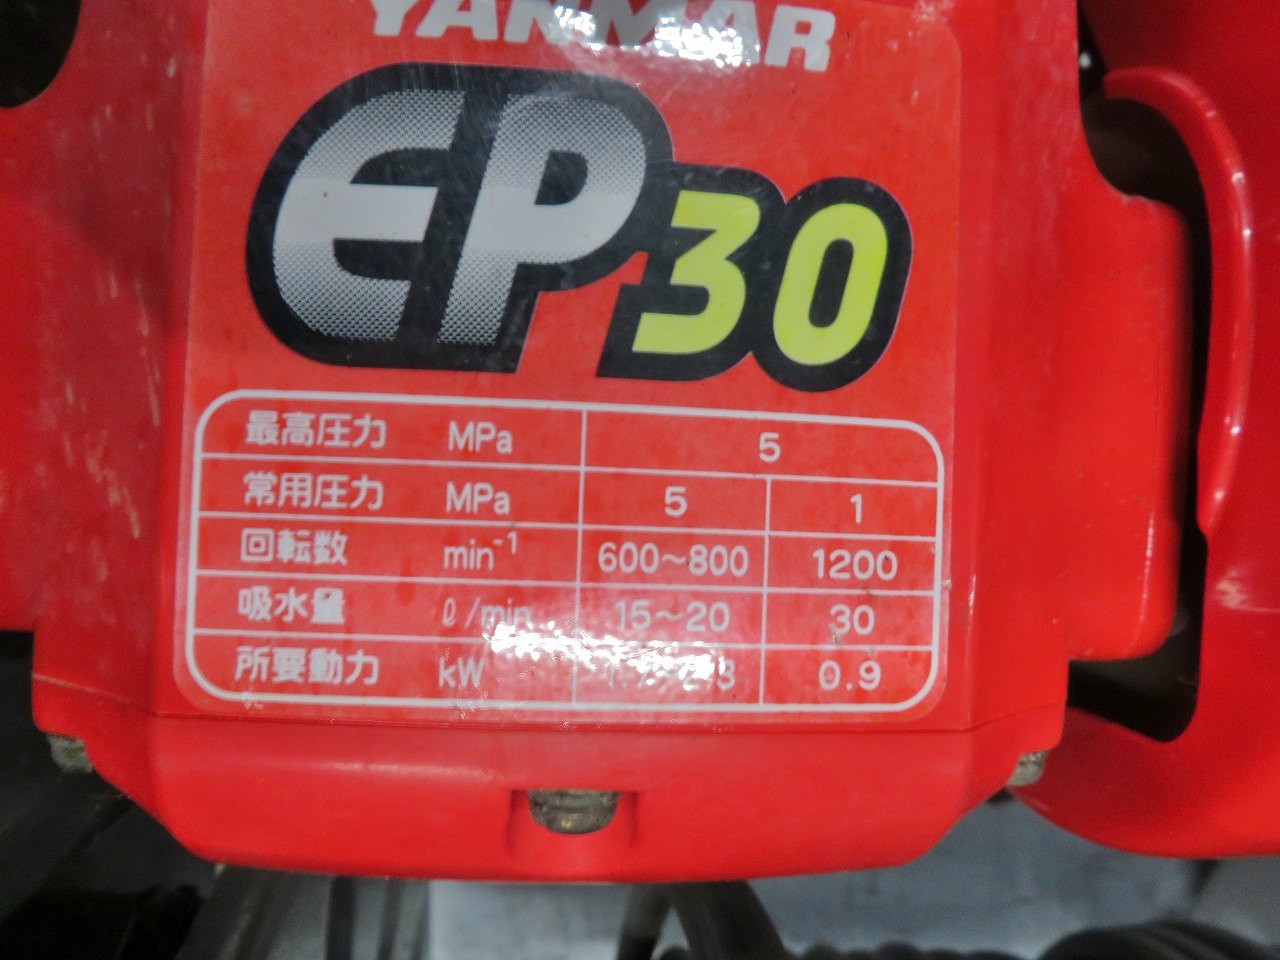 YANMAR
EP30
最高圧力 MPa 5
常用圧力 MPa 5 1
回転数 min⁻¹ 600~800 1200
吸水量 ℓ/min 15~20 30
所要動力 kW 0.9